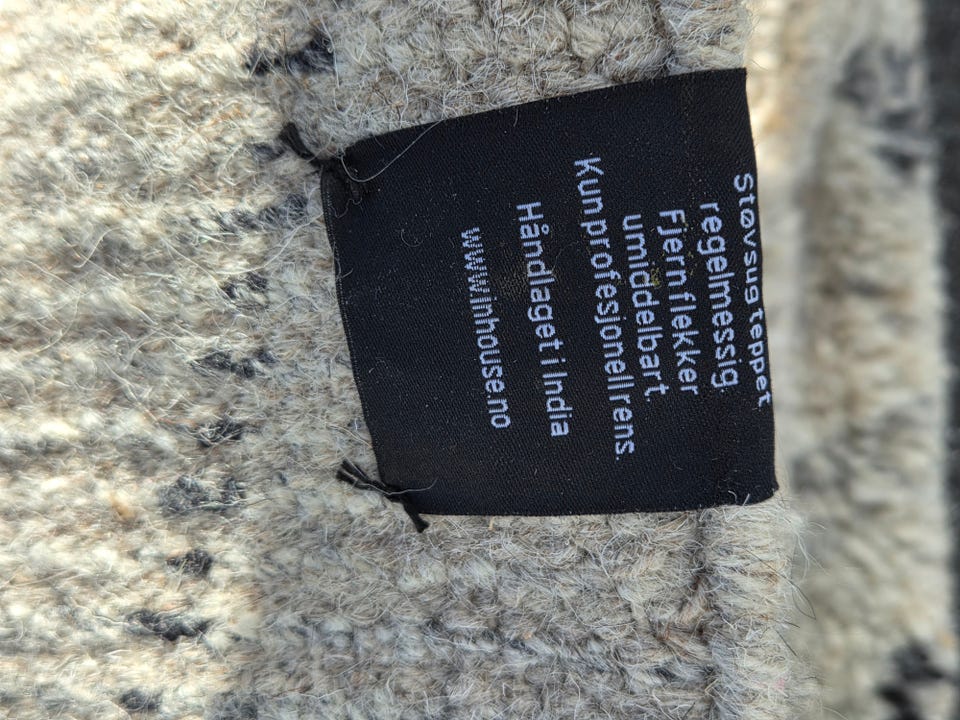 Støvsug teppet
regelmessig.
Fjern flekker
umiddelbart.
Kun profesjonell rens.
Håndlaget i India
www.inhouse.no